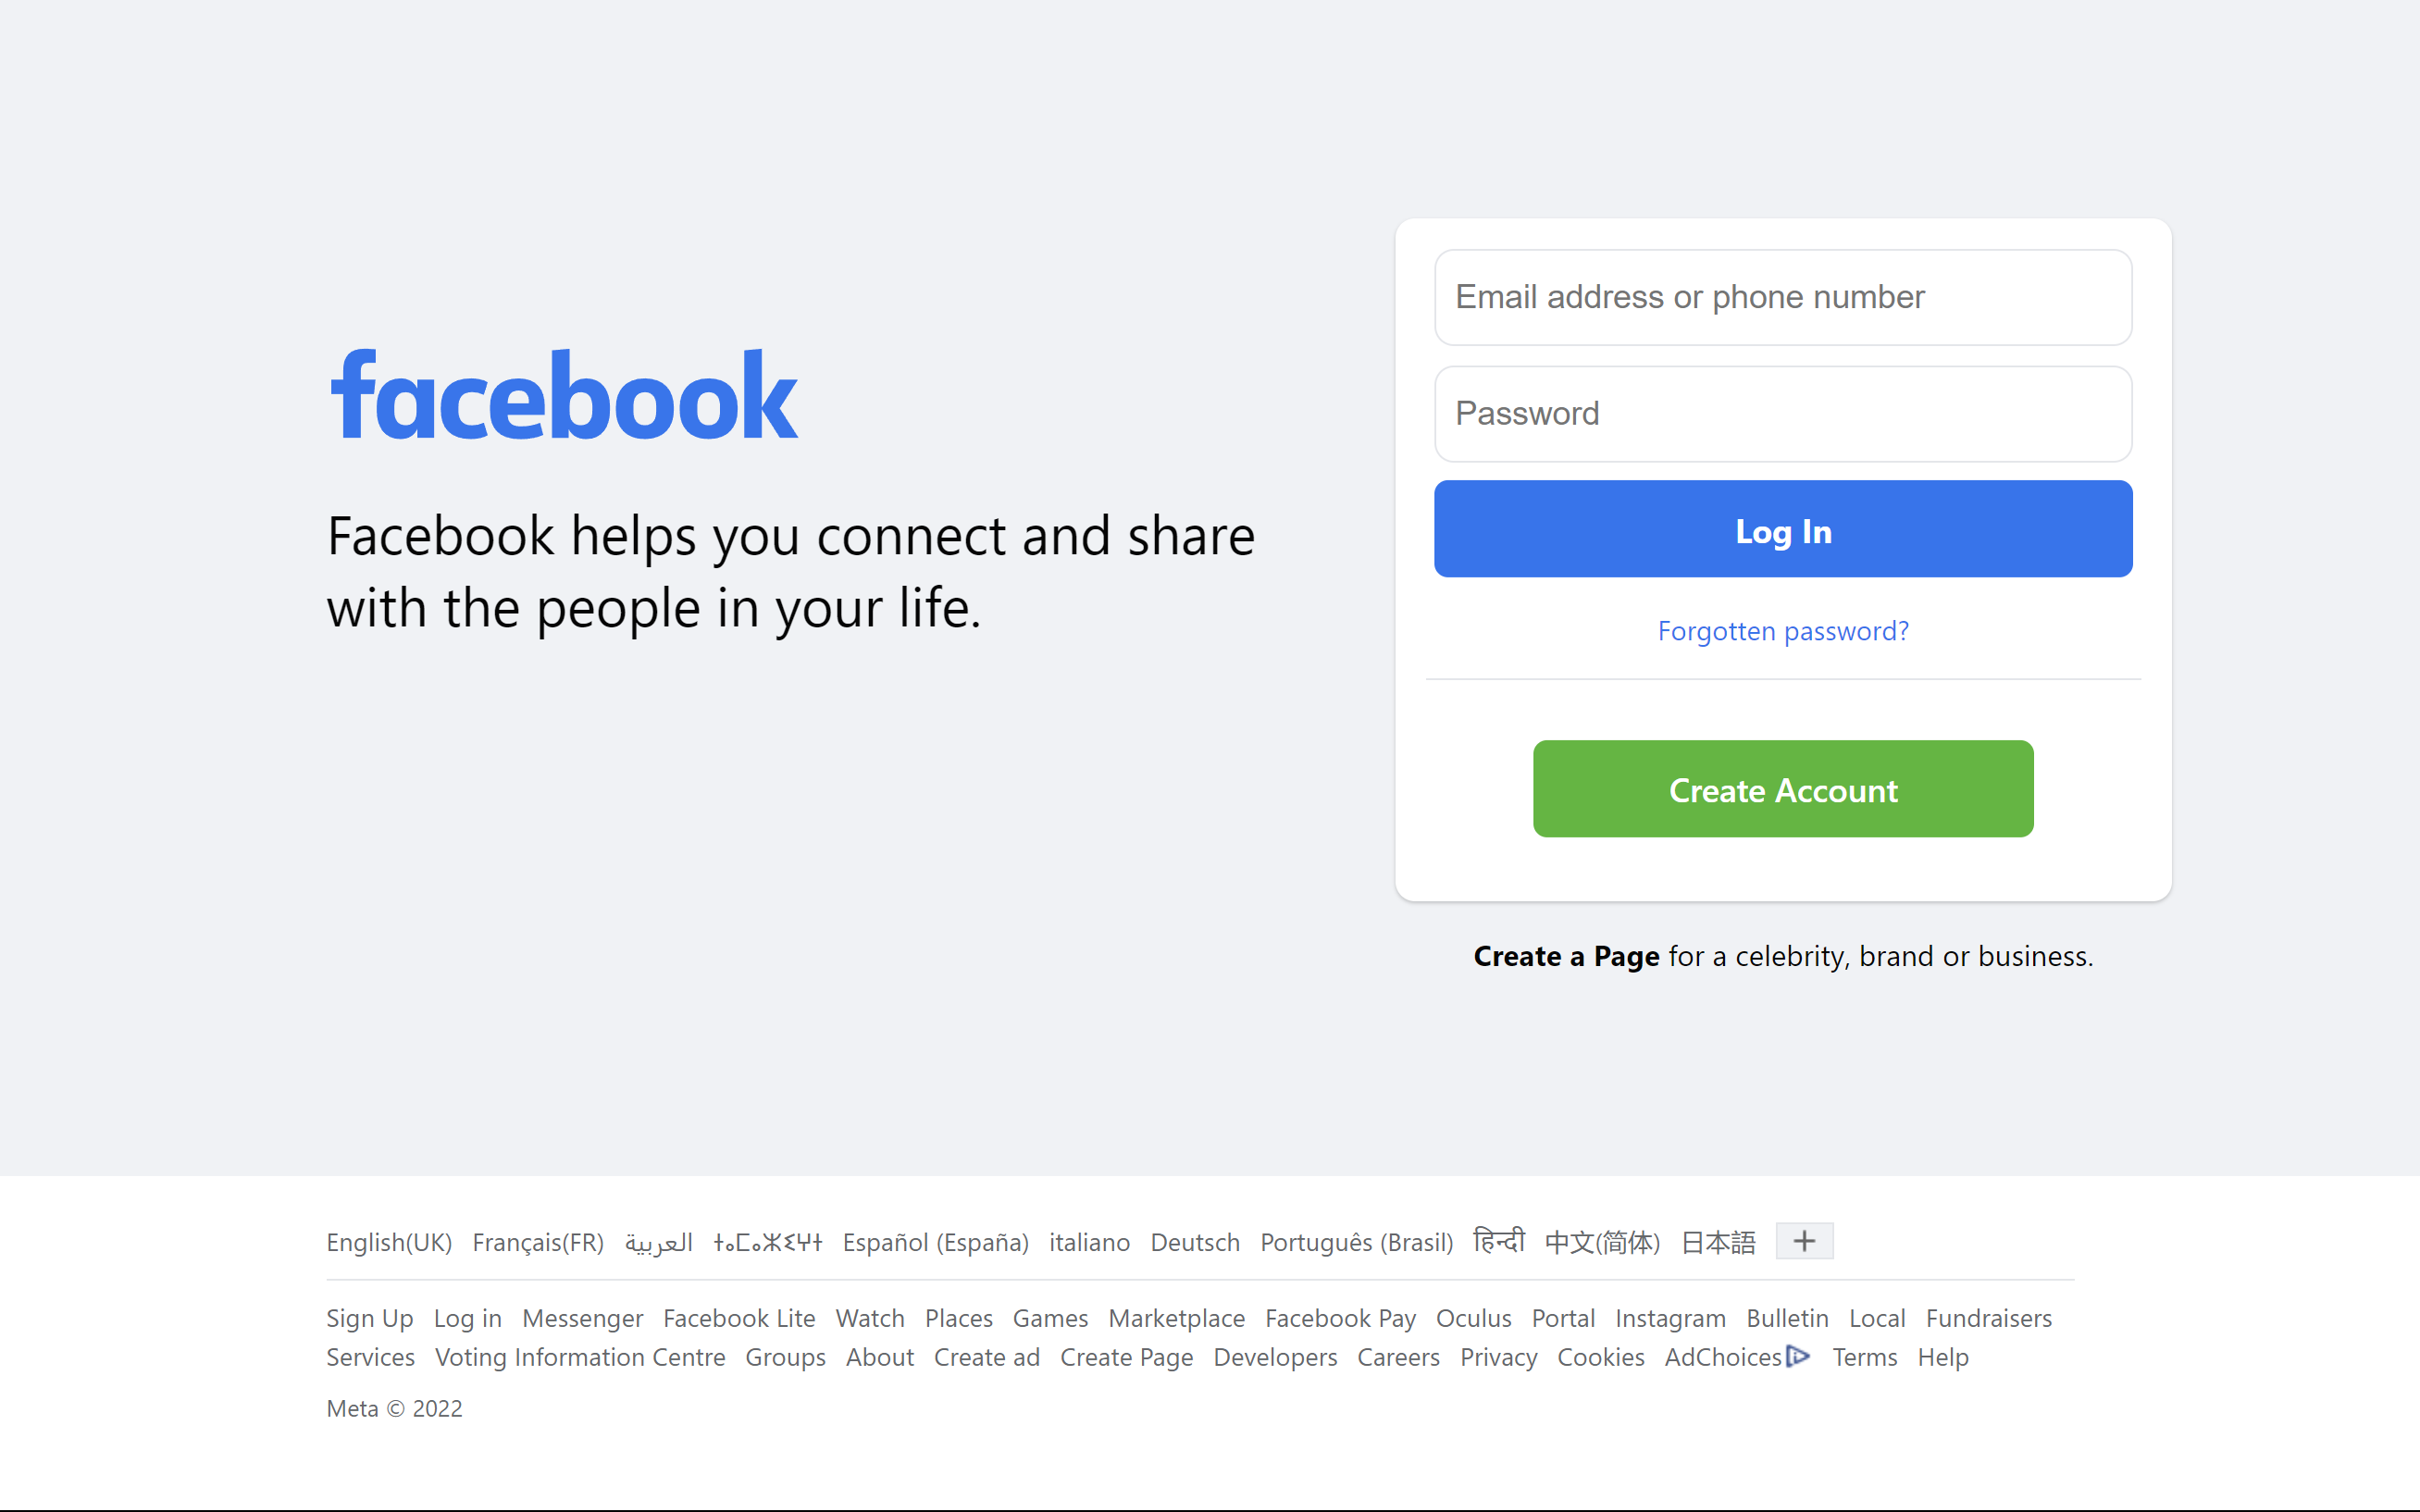 facebook
Facebook helps you connect and share
with the people in your life.
Email address or phone number
Password
Log In
Forgotten password?
Create Account
Create a Page for a celebrity, brand or business.
English(UK) Français(FR) العربية ⵜⴰⵎⴰⵣⵉⵖⵜ Español (España) italiano Deutsch Português (Brasil) हिन्दी 中文(简体) 日本語 +
Sign Up Log in Messenger Facebook Lite Watch Places Games Marketplace Facebook Pay Oculus Portal Instagram Bulletin Local Fundraisers
Services Voting Information Centre Groups About Create ad Create Page Developers Careers Privacy Cookies AdChoices Terms Help
Meta © 2022